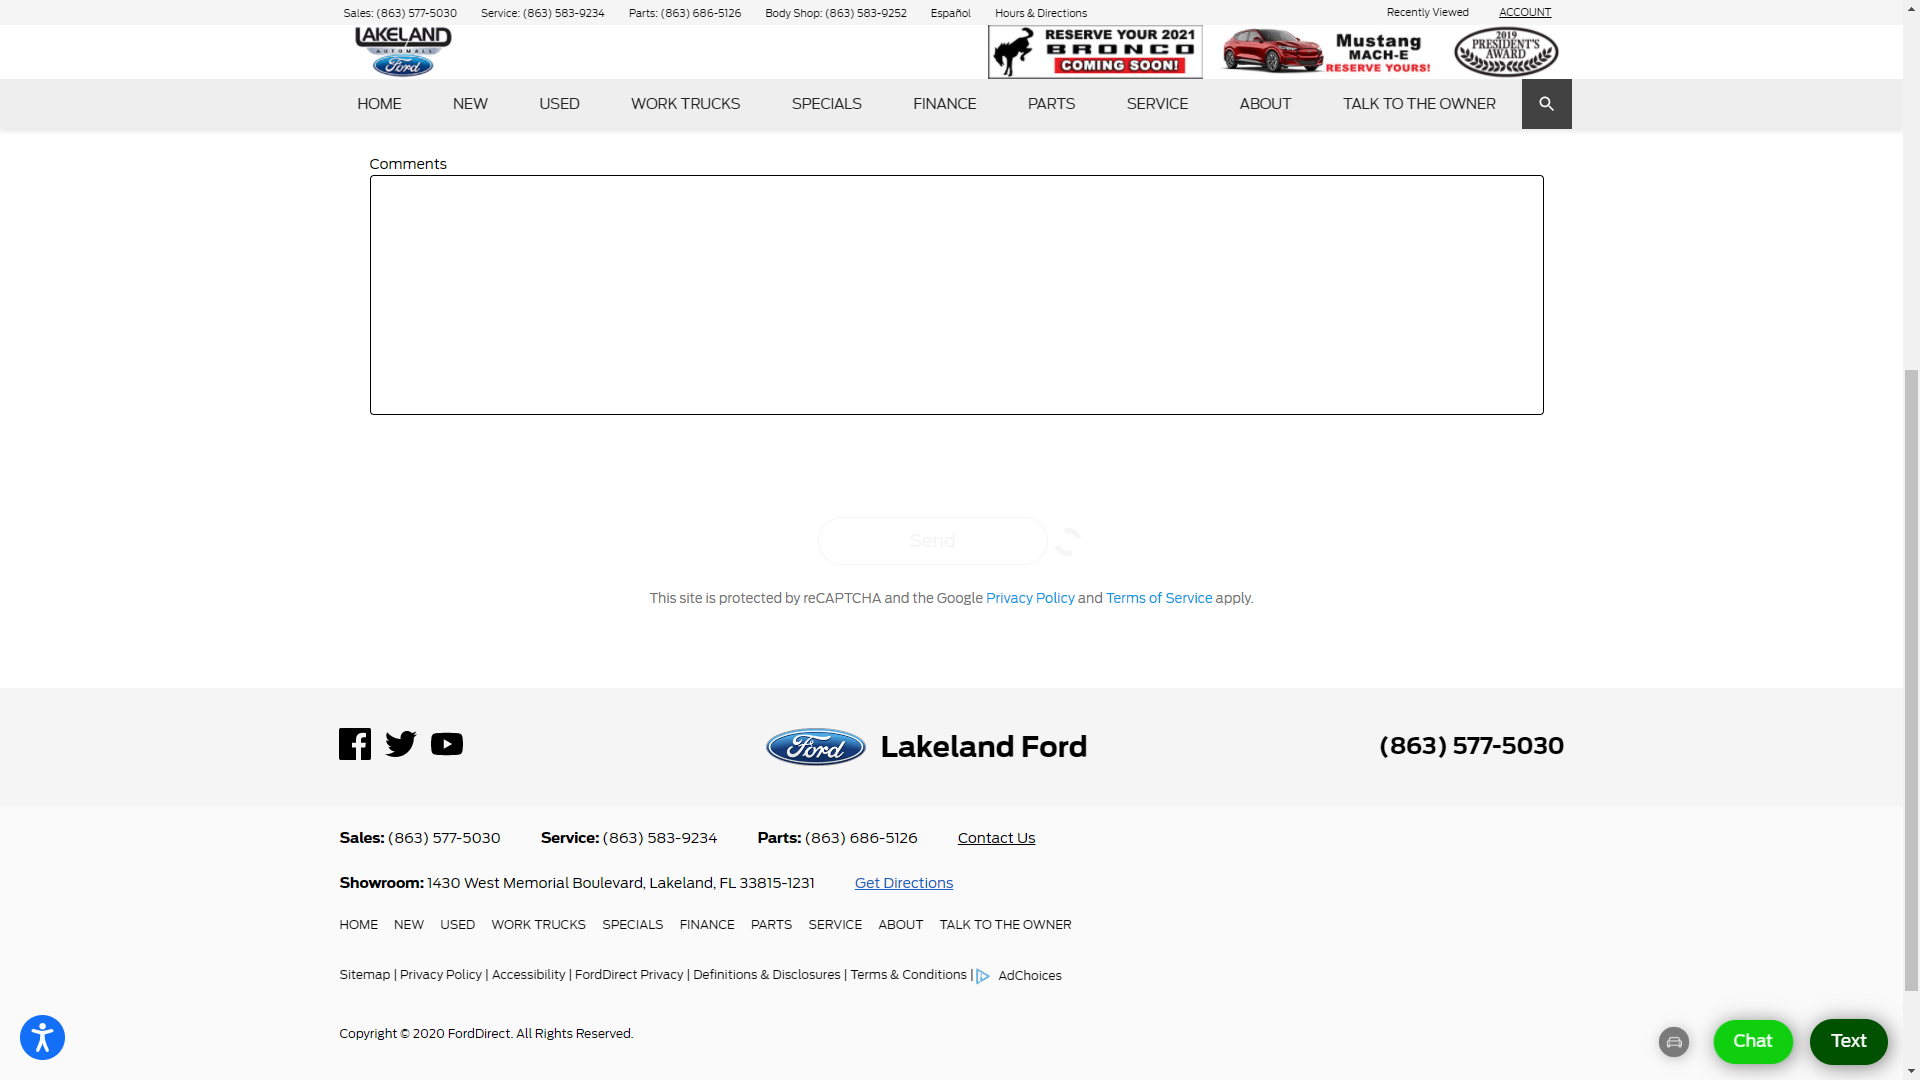 Sales: (863) 577-5030 Service: (863) 583-9234 Parts: (863) 686-5126 Body Shop: (863) 583-9252 Español Hours & Directions Recently Viewed ACCOUNT
LAKELAND
AUTOMALL
Ford
RESERVE YOUR 2021
BRONCO
COMING SOON!
Mustang
MACH-E
RESERVE YOURS!
2019
PRESIDENT'S
AWARD
HOME NEW USED WORK TRUCKS SPECIALS FINANCE PARTS SERVICE ABOUT TALK TO THE OWNER
Comments
Send
This site is protected by reCAPTCHA and the Google Privacy Policy and Terms of Service apply.
Ford Lakeland Ford (863) 577-5030
Sales: (863) 577-5030 Service: (863) 583-9234 Parts: (863) 686-5126 Contact Us
Showroom: 1430 West Memorial Boulevard, Lakeland, FL 33815-1231 Get Directions
HOME NEW USED WORK TRUCKS SPECIALS FINANCE PARTS SERVICE ABOUT TALK TO THE OWNER
Sitemap | Privacy Policy | Accessibility | FordDirect Privacy | Definitions & Disclosures | Terms & Conditions | AdChoices
Copyright © 2020 FordDirect. All Rights Reserved.
Chat Text